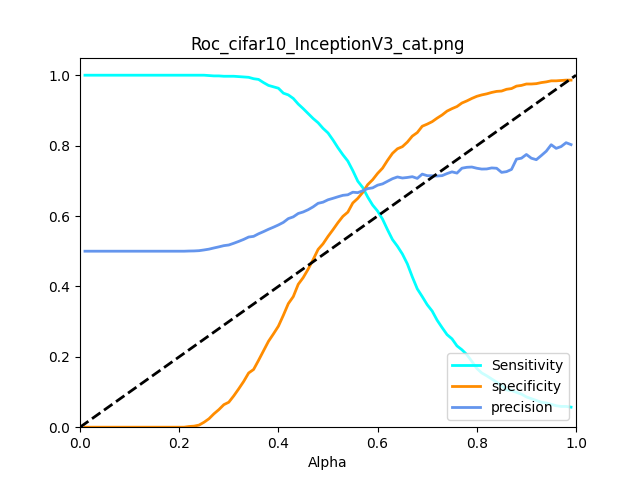 Roc_cifar10_InceptionV3_cat.png
1.0
0.8
0.6
0.4
0.2
0.0
0.0 0.2 0.4 0.6 0.8 1.0
Alpha
Sensitivity
specificity
precision